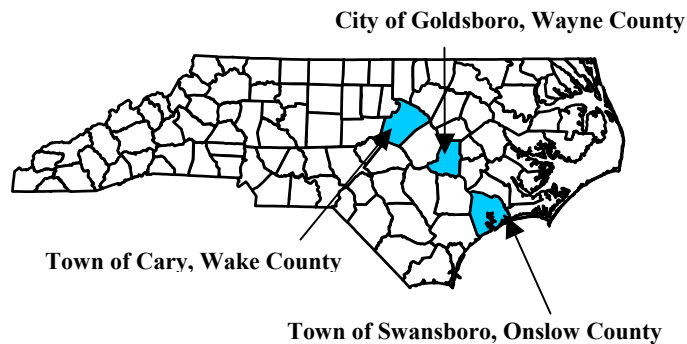 City of Goldsboro, Wayne County
Town of Cary, Wake County
Town of Swansboro, Onslow County